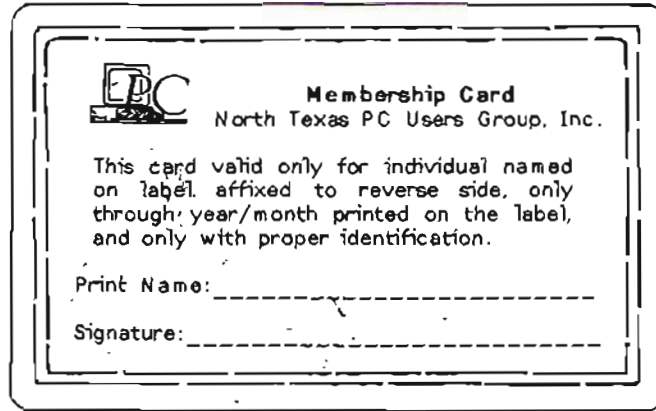 PC
Membership Card
North Texas PC Users Group, Inc.
This card valid only for individual named
on label affixed to reverse side, only
through year/month printed on the label,
and only with proper identification.
Print Name:
Signature: